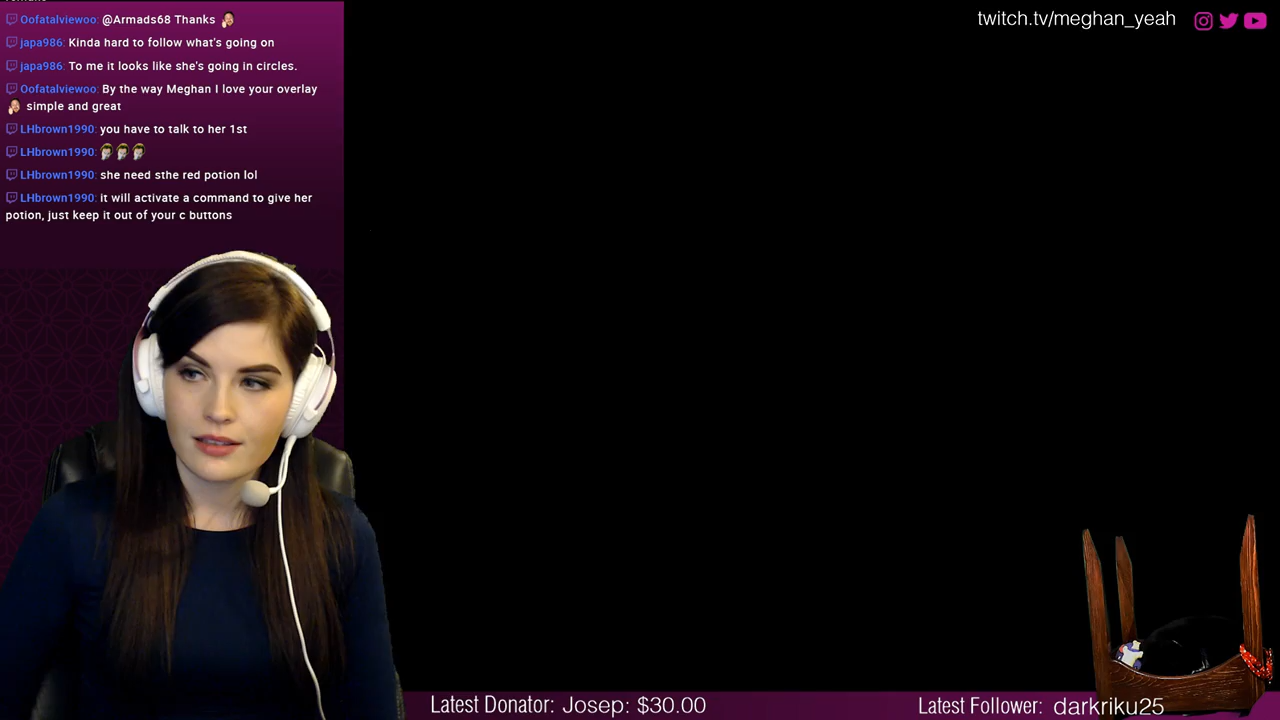 Oofatalviewoo: @Armads68 Thanks
japa986: Kinda hard to follow what's going on
japa986: To me it looks like she's going in circles.
Oofatalviewoo: By the way Meghan I love your overlay
simple and great
LHbrown1990: you have to talk to her 1st
LHbrown1990:
LHbrown1990: she need sthe red potion lol
LHbrown1990: it will activate a command to give her
potion, just keep it out of your c buttons
twitch.tv/meghan_yeah
Latest Donator: Josep: $30.00
Latest Follower: darkriku25